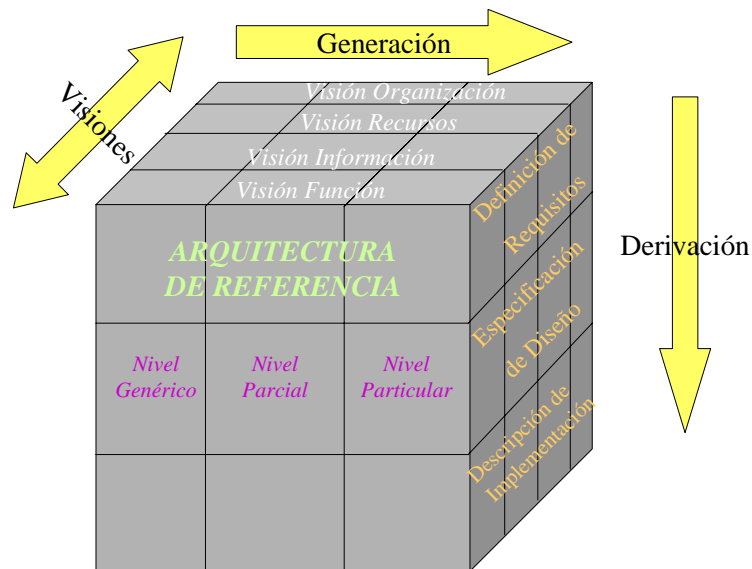 Generación
Visiones
Visión Organización
Visión Recursos
Visión Información
Visión Función
Definición de
Requisitos
Derivación
ARQUITECTURA
DE REFERENCIA
Especificación
de Diseño
Nivel
Genérico
Nivel
Parcial
Nivel
Particular
Descripción de
Implementación